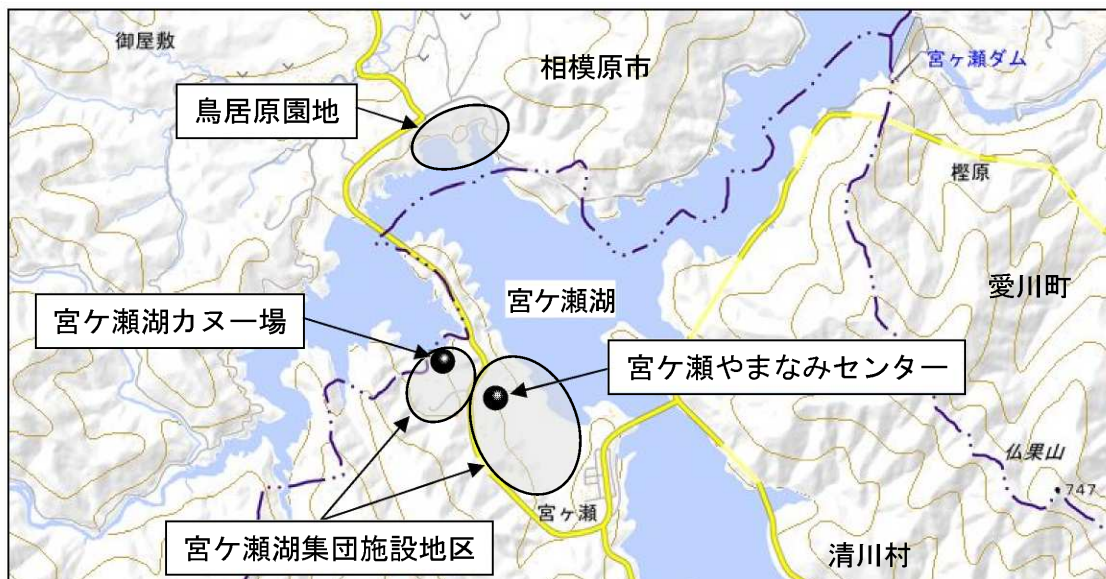 御屋敷
相模原市
宮ヶ瀬ダム
鳥居原園地
樫原
愛川町
宮ケ瀬湖
宮ケ瀬湖カヌー場
宮ケ瀬やまなみセンター
仏果山
747
宮ヶ瀬
宮ケ瀬湖集団施設地区
清川村